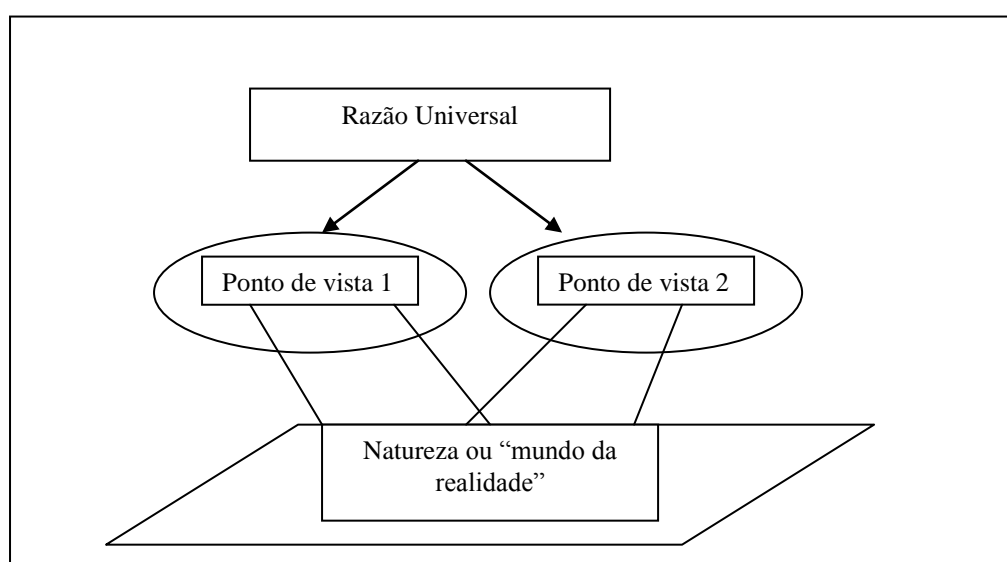 Razão Universal
Ponto de vista 1
Ponto de vista 2
Natureza ou “mundo da
realidade”